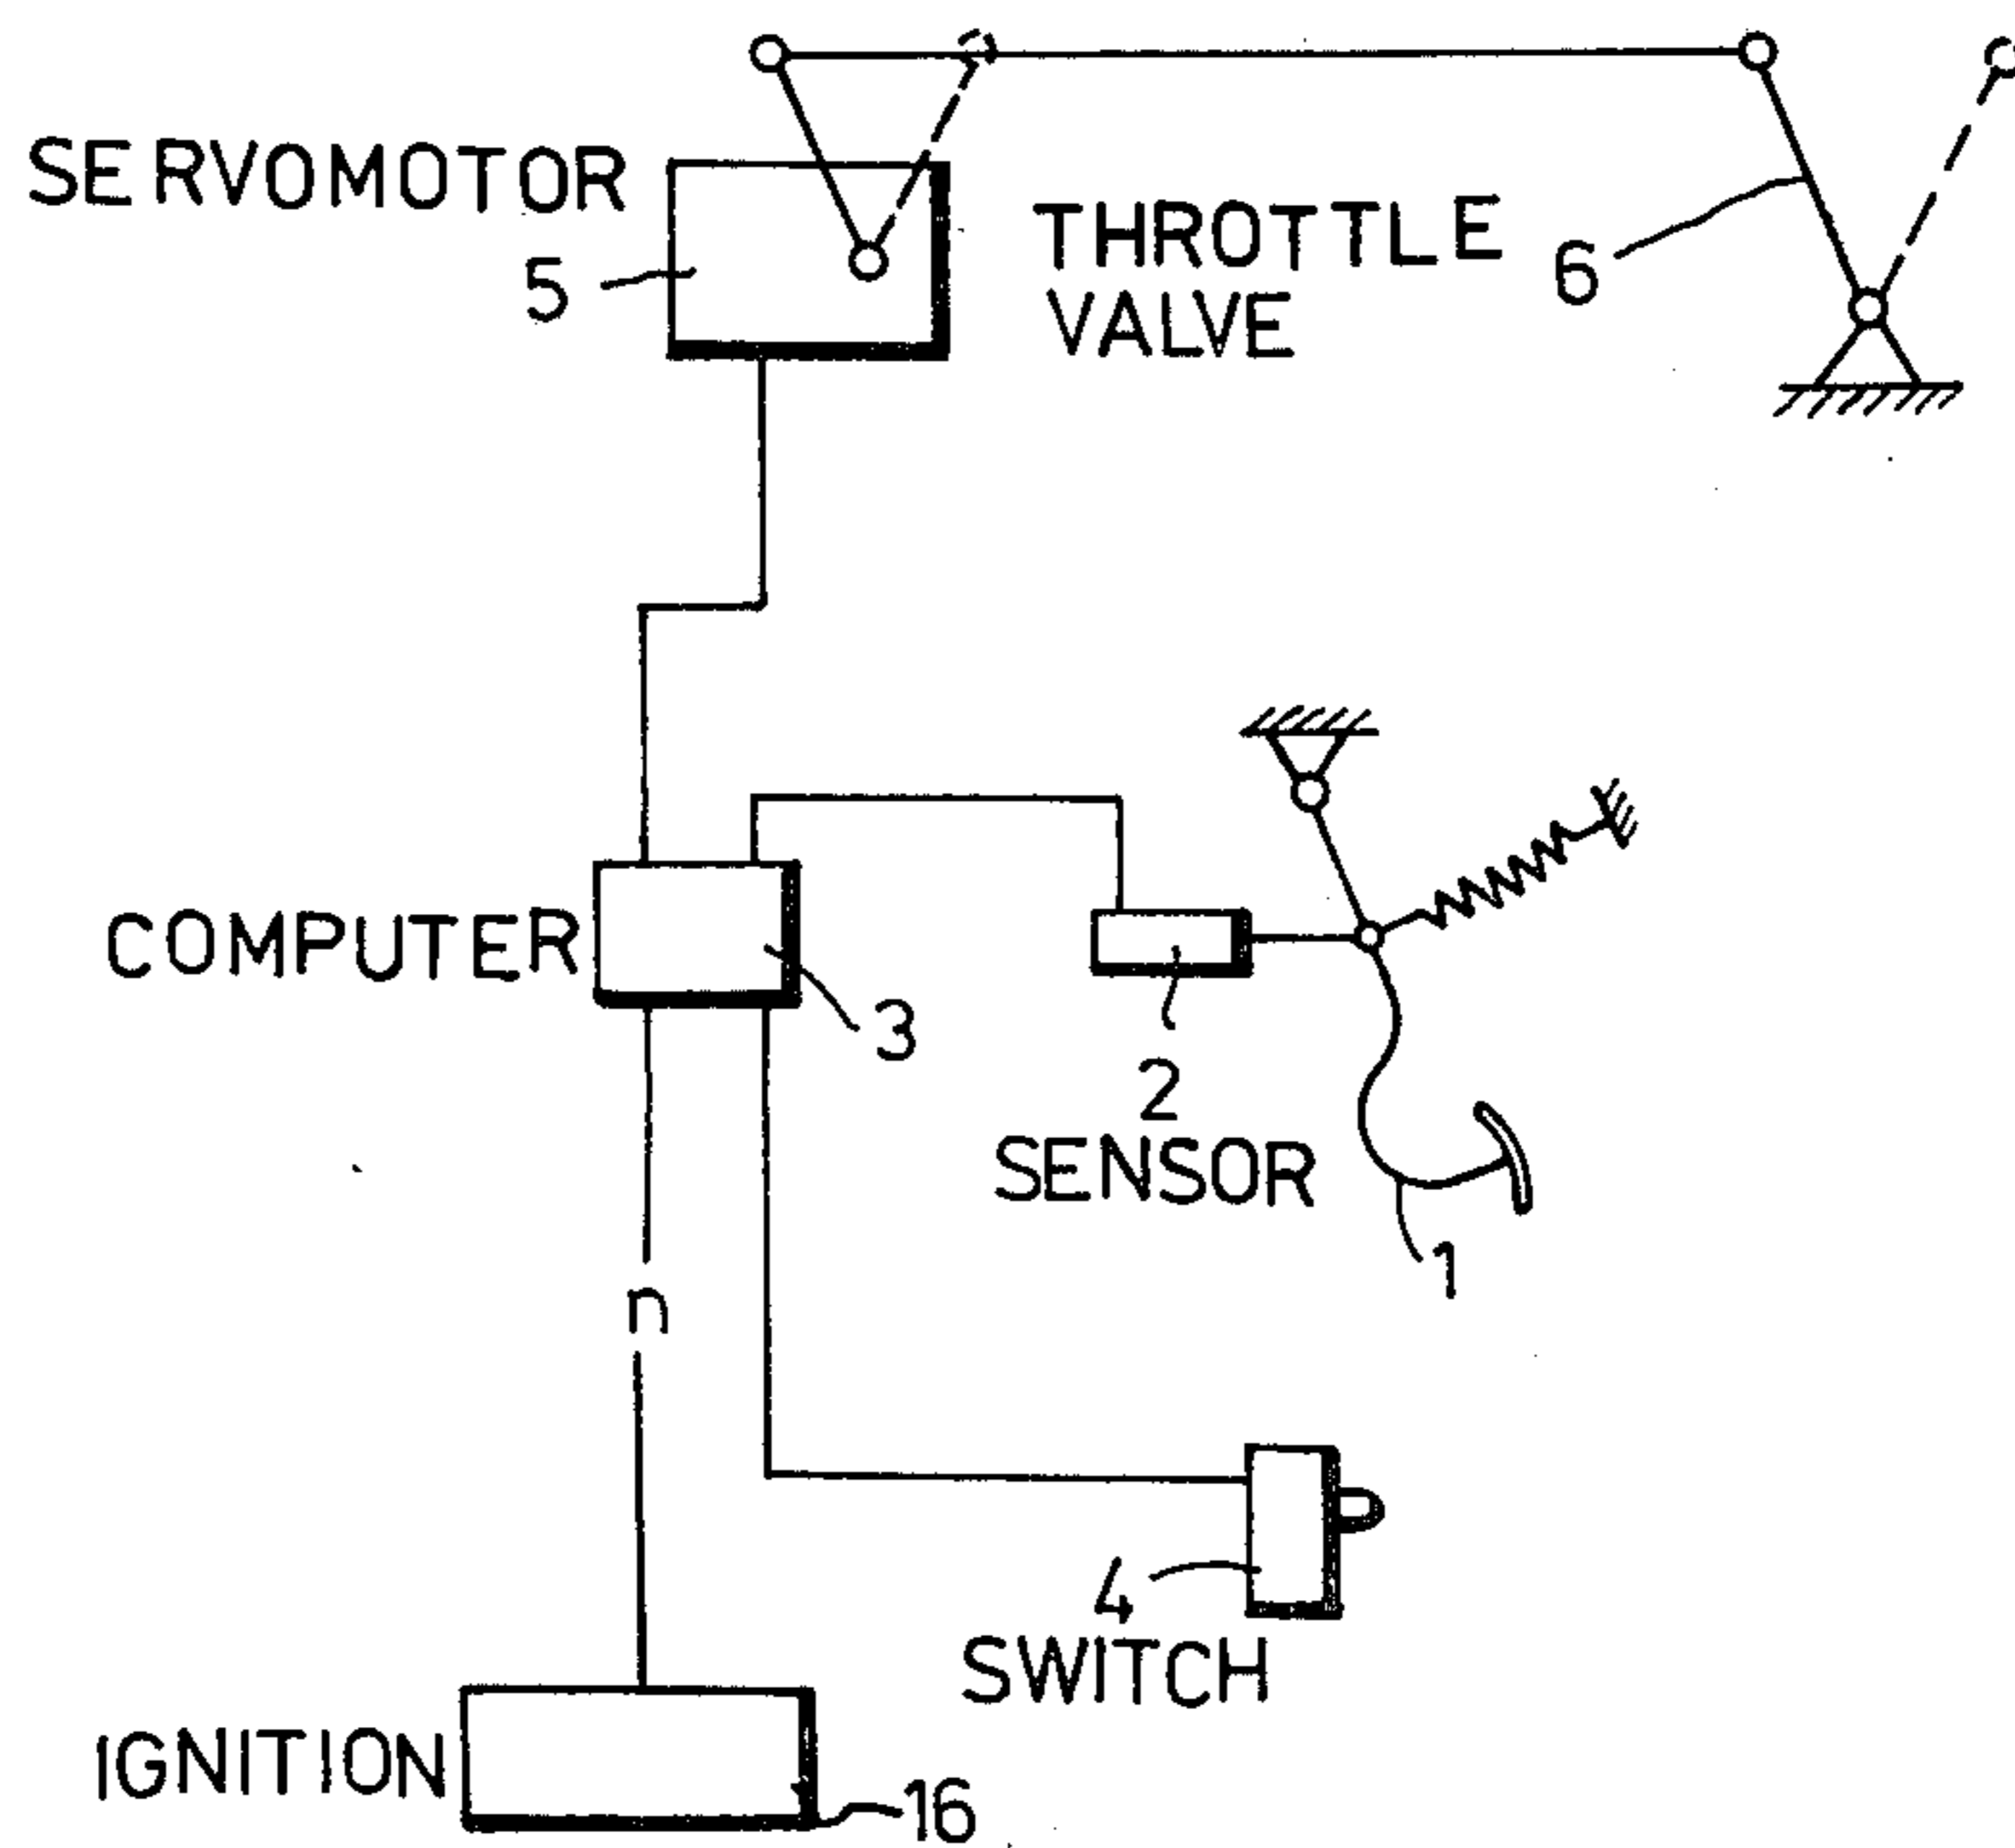 SERVOMOTOR
5
THROTTLE
VALVE
6
COMPUTER
3
2
SENSOR
1
n
4
SWITCH
IGNITION
16